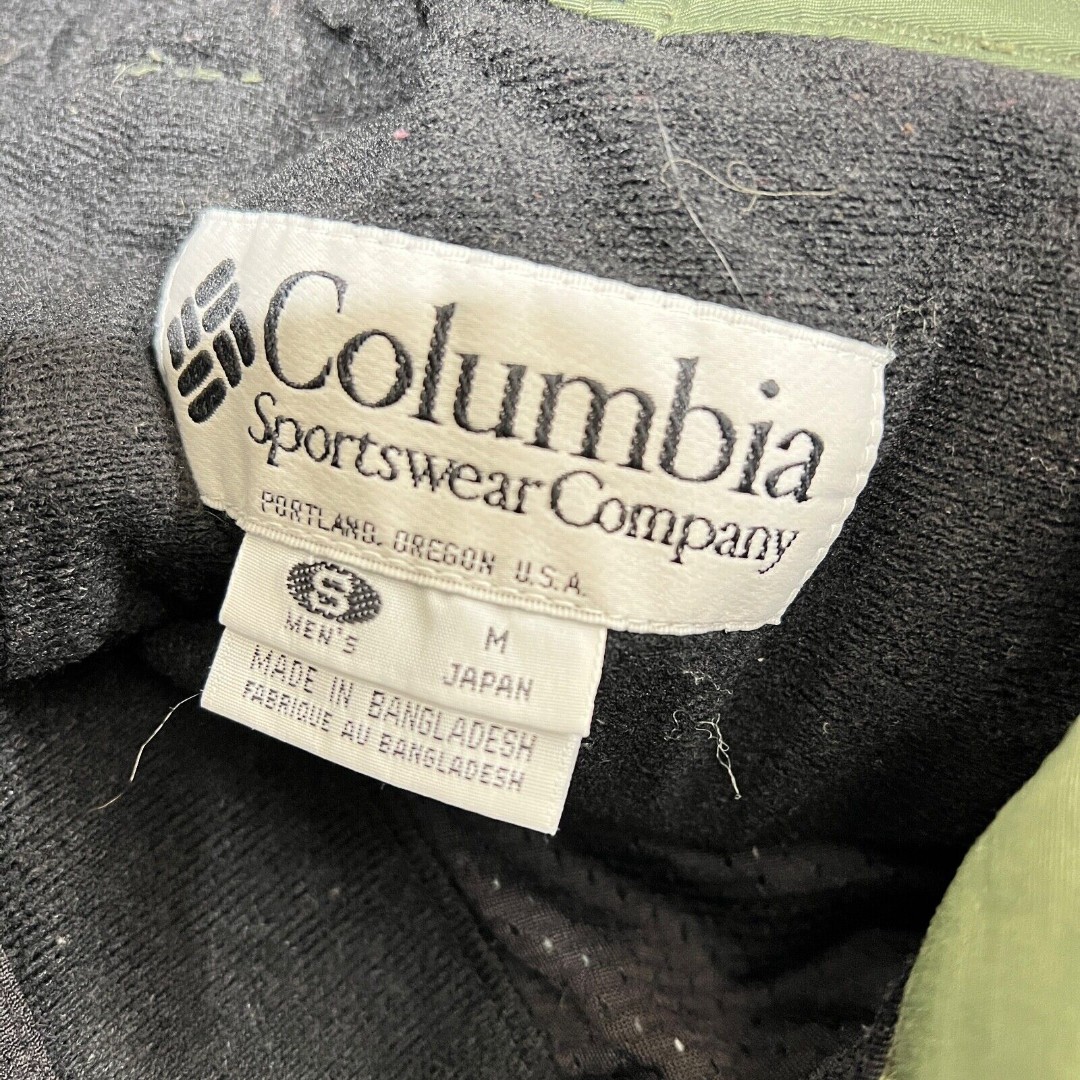 Columbia
Sportswear Company
PORTLAND, OREGON U.S.A.
S M
MEN's JAPAN
MADE IN BANGLADESH
FABRIQUE AU BANGLADESH